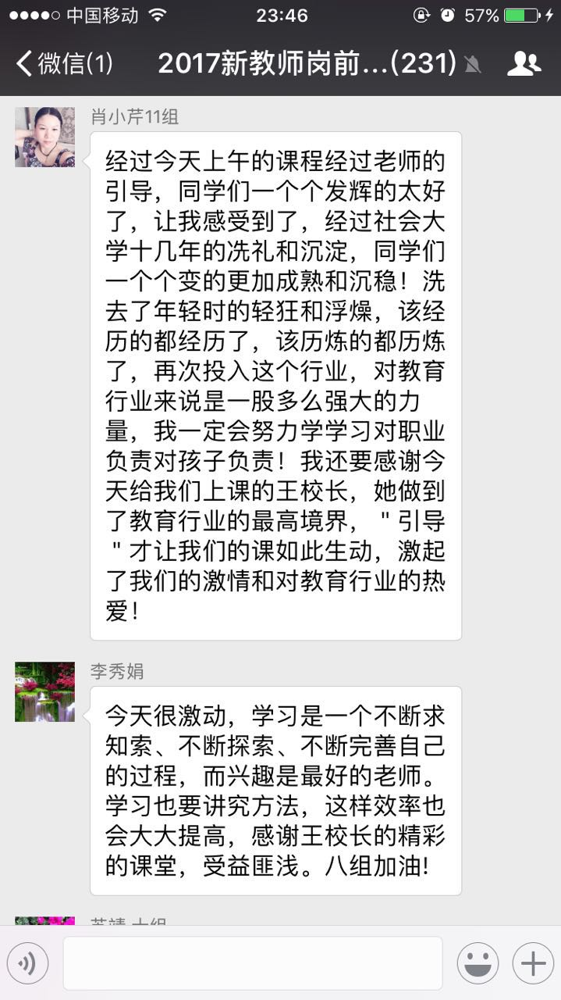 中国移动
23:46
57%
微信(1)
2017新教师岗前...(231)
肖小芹11组
经过今天上午的课程经过老师的
引导，同学们一个个发辉的太好
了，让我感受到了，经过社会大
学十几年的冼礼和沉淀，同学们
一个个变的更加成熟和沉稳！洗
去了年轻时的轻狂和浮燥，该经
历的都经历了，该历炼的都历炼
了，再次投入这个行业，对教育
行业来说是一股多么强大的力
量，我一定会努力学学习对职业
负责对孩子负责！我还要感谢今
天给我们上课的王校长，她做到
了教育行业的最高境界，＂引导
＂才让我们的课如此生动，激起
了我们的激情和对教育行业的热
爱！
李秀娟
今天很激动，学习是一个不断求
知索、不断探索、不断完善自己
的过程，而兴趣是最好的老师。
学习也要讲究方法，这样效率也
会大大提高，感谢王校长的精彩
的课堂，受益匪浅。八组加油!